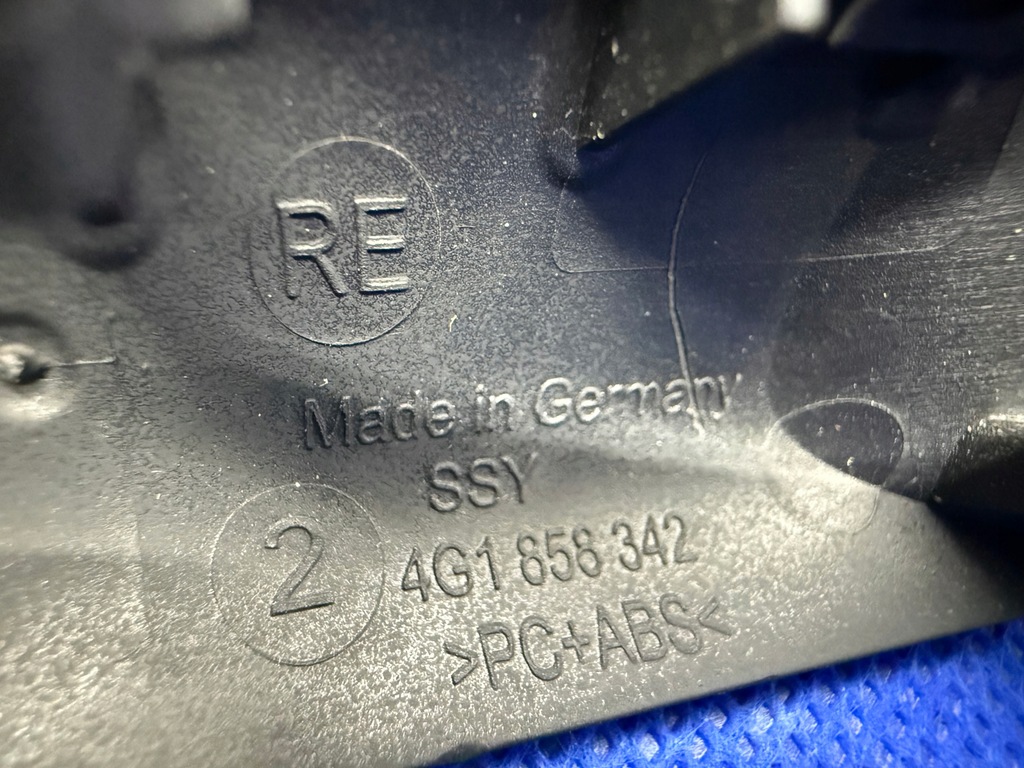 RE
Made in Germany
SSY
2 4G1 858 342
>PC+ABS<